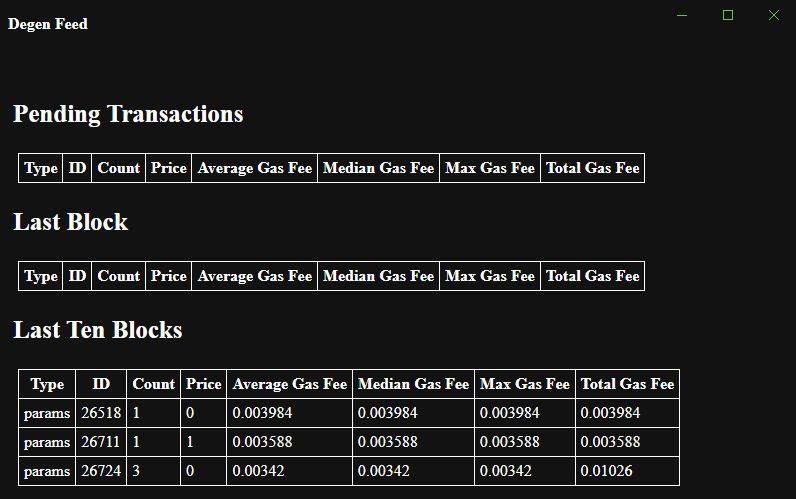 Degen Feed
Pending Transactions
Type ID Count Price Average Gas Fee Median Gas Fee Max Gas Fee Total Gas Fee
Last Block
Type ID Count Price Average Gas Fee Median Gas Fee Max Gas Fee Total Gas Fee
Last Ten Blocks
Type ID Count Price Average Gas Fee Median Gas Fee Max Gas Fee Total Gas Fee
params 26518 1 0 0.003984 0.003984 0.003984 0.003984
params 26711 1 1 0.003588 0.003588 0.003588 0.003588
params 26724 3 0 0.00342 0.00342 0.00342 0.01026